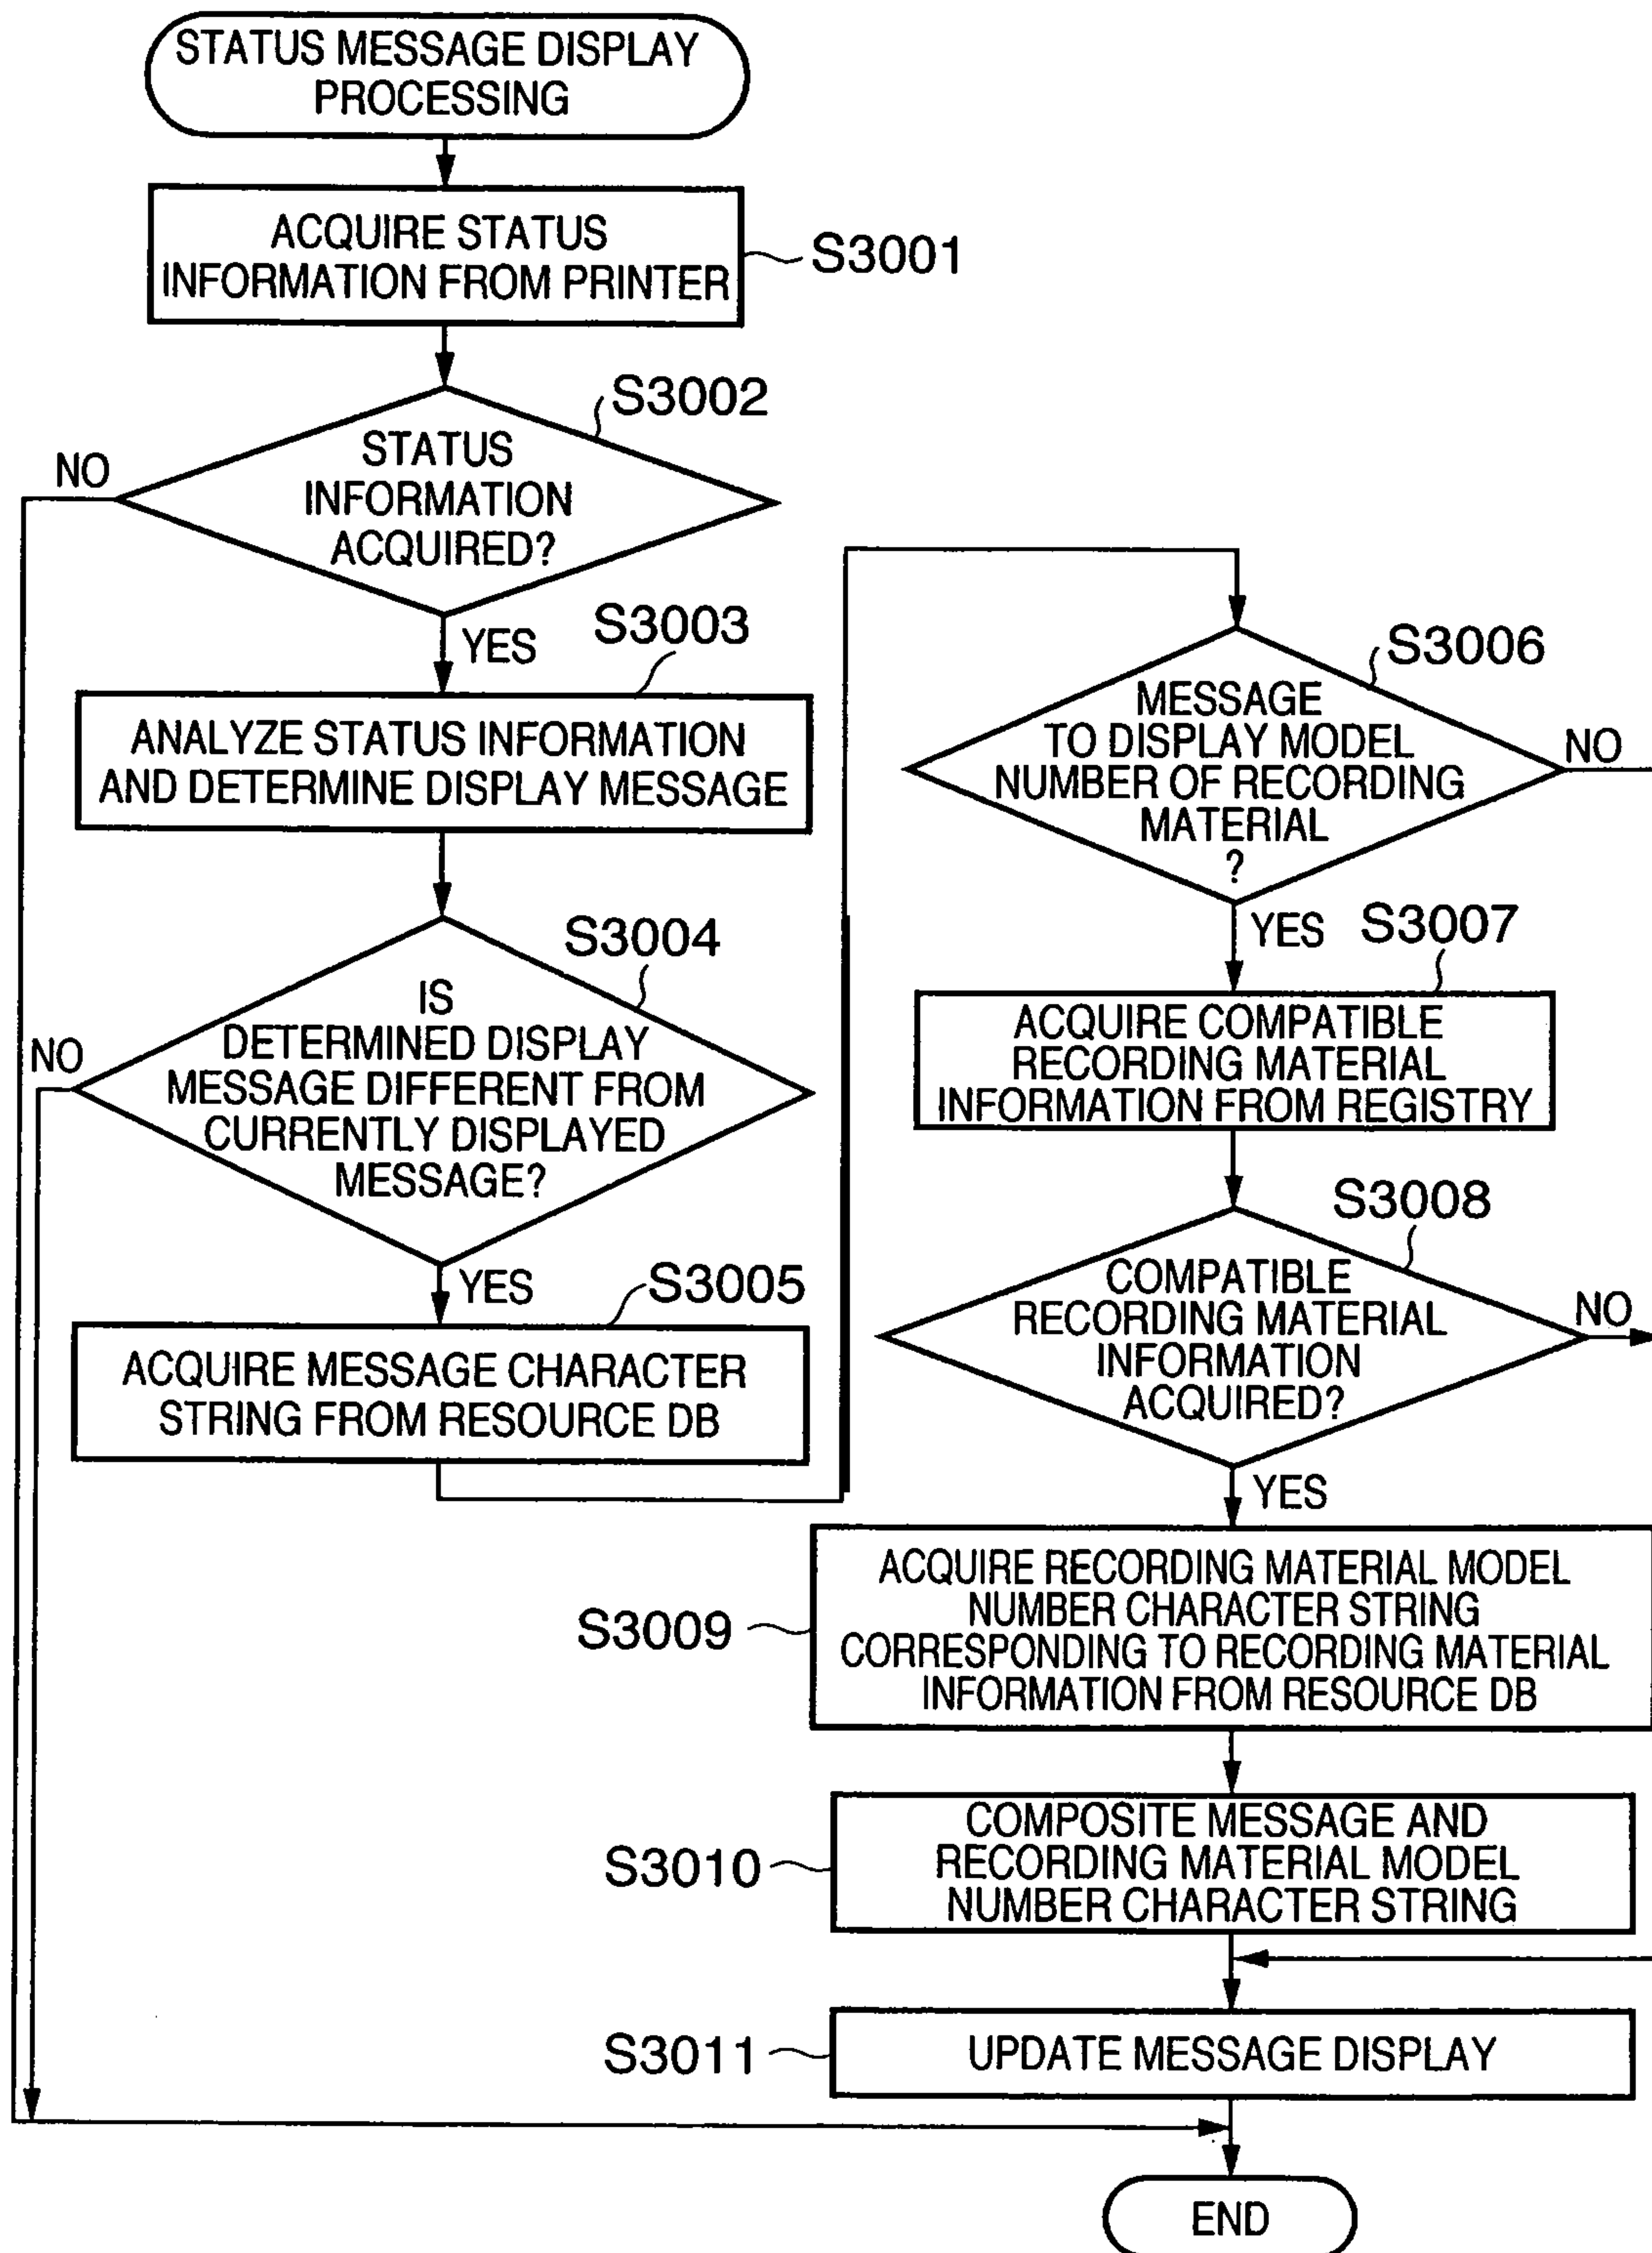 STATUS MESSAGE DISPLAY
PROCESSING
ACQUIRE STATUS
INFORMATION FROM PRINTER
S3001
S3002
STATUS
INFORMATION
ACQUIRED?
NO
YES
S3003
ANALYZE STATUS INFORMATION
AND DETERMINE DISPLAY MESSAGE
S3004
IS
DETERMINED DISPLAY
MESSAGE DIFFERENT FROM
CURRENTLY DISPLAYED
MESSAGE?
NO
YES
S3005
ACQUIRE MESSAGE CHARACTER
STRING FROM RESOURCE DB
S3006
MESSAGE
TO DISPLAY MODEL
NUMBER OF RECORDING
MATERIAL
?
NO
YES
S3007
ACQUIRE COMPATIBLE
RECORDING MATERIAL
INFORMATION FROM REGISTRY
S3008
COMPATIBLE
RECORDING MATERIAL
INFORMATION
ACQUIRED?
NO
YES
S3009
ACQUIRE RECORDING MATERIAL MODEL
NUMBER CHARACTER STRING
CORRESPONDING TO RECORDING MATERIAL
INFORMATION FROM RESOURCE DB
S3010
COMPOSITE MESSAGE AND
RECORDING MATERIAL MODEL
NUMBER CHARACTER STRING
S3011
UPDATE MESSAGE DISPLAY
END